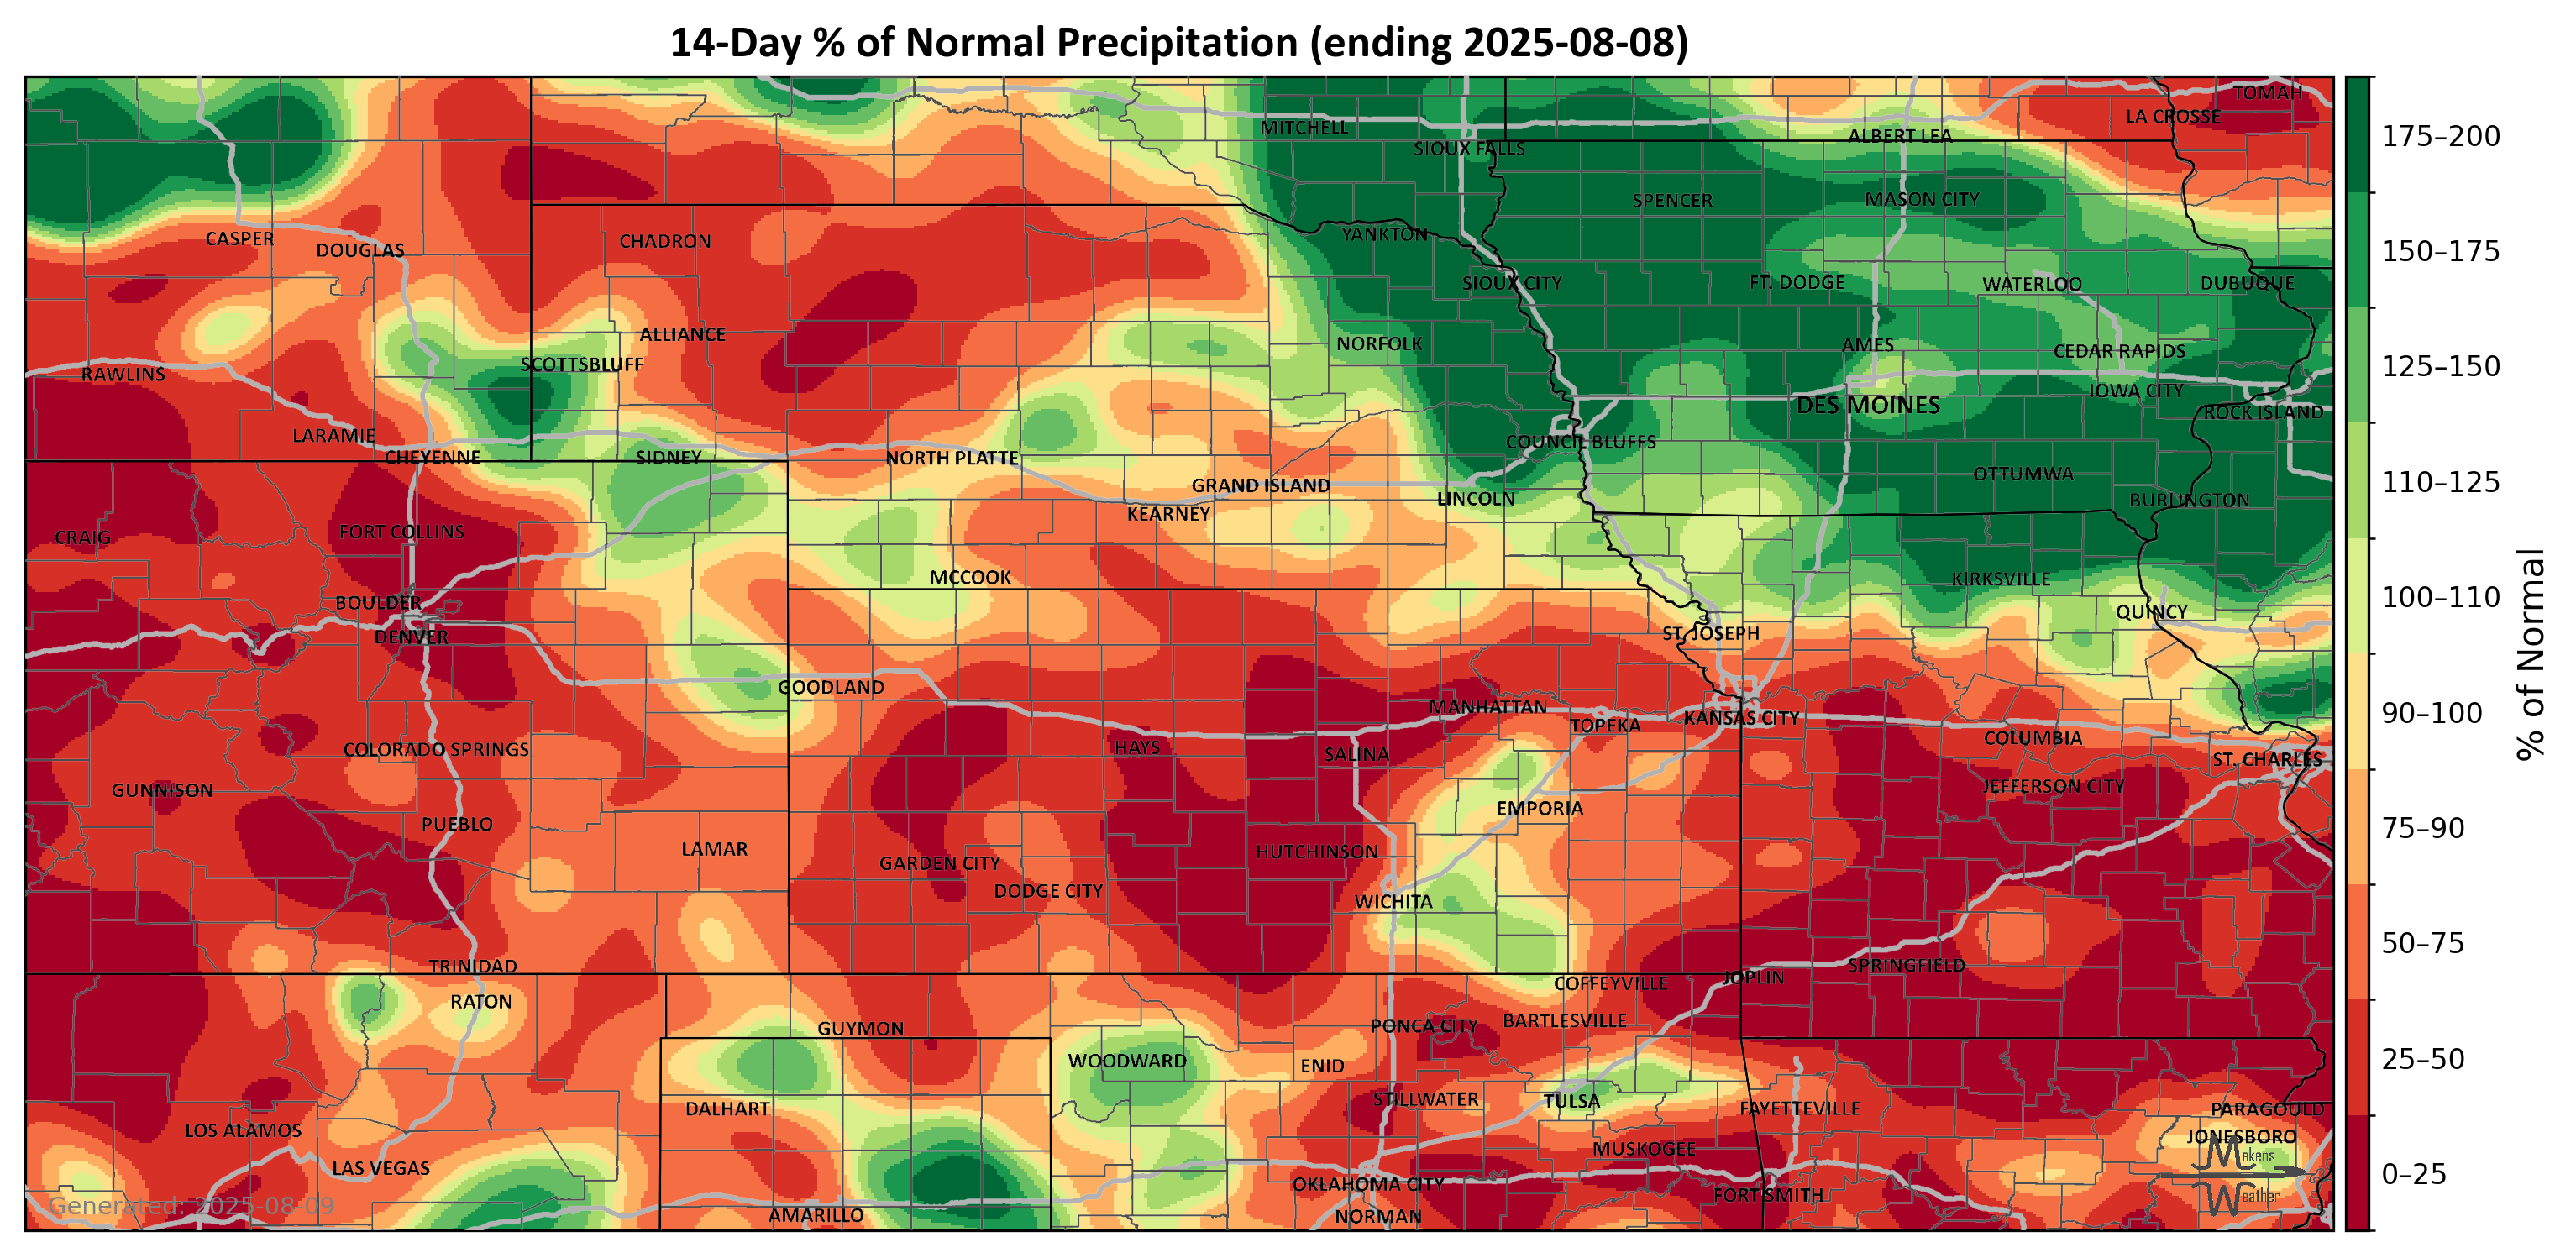 14-Day % of Normal Precipitation (ending 2025-08-08)
TOMAH
LA CROSSE
MITCHELL
ALBERT LEA
SIOUX FALLS
SPENCER
MASON CITY
YANKTON
CASPER
DOUGLAS
CHADRON
SIOUX CITY
FT. DODGE
WATERLOO
DUBUQUE
ALLIANCE
NORFOLK
AMES
CEDAR RAPIDS
SCOTTSBLUFF
RAWLINS
IOWA CITY
DES MOINES
ROCK ISLAND
LARAMIE
COUNCIL BLUFFS
CHEYENNE
SIDNEY
NORTH PLATTE
OTTUMWA
GRAND ISLAND
LINCOLN
BURLINGTON
KEARNEY
CRAIG
FORT COLLINS
MCCOOK
KIRKSVILLE
BOULDER
QUINCY
DENVER
ST. JOSEPH
GOODLAND
MANHATTAN
TOPEKA
KANSAS CITY
COLUMBIA
COLORADO SPRINGS
HAYS
SALINA
ST. CHARLES
GUNNISON
JEFFERSON CITY
EMPORIA
PUEBLO
LAMAR
GARDEN CITY
HUTCHINSON
DODGE CITY
WICHITA
TRINIDAD
SPRINGFIELD
COFFEYVILLE
JOPLIN
RATON
GUYMON
PONCA CITY
BARTLESVILLE
WOODWARD
ENID
DALHART
STILLWATER
TULSA
FAYETTEVILLE
PARAGOULD
LOS ALAMOS
JONESBORO
MUSKOGEE
LAS VEGAS
OKLAHOMA CITY
FORT SMITH
AMARILLO
NORMAN
Generated: 2025-08-09
Makens
Weather
175–200
150–175
125–150
110–125
100–110
90–100
75–90
50–75
25–50
0–25
% of Normal